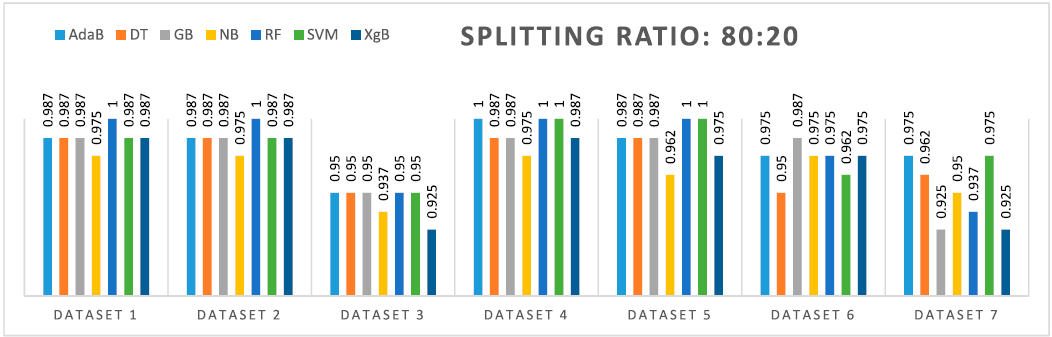 AdaB DT GB NB RF SVM XgB
SPLITTING RATIO: 80:20
0.987 0.987 0.987 0.975 1 0.987 0.987
0.987 0.987 0.987 0.975 1 0.987 0.987
0.95 0.95 0.95 0.937 0.95 0.95 0.925
1 0.987 0.987 0.975 1 1 0.987
0.987 0.987 0.987 0.962 1 1 0.975
0.975 0.95 0.987 0.975 0.975 0.962 0.975
0.975 0.962 0.925 0.95 0.937 0.975 0.925
DATASET 1 DATASET 2 DATASET 3 DATASET 4 DATASET 5 DATASET 6 DATASET 7